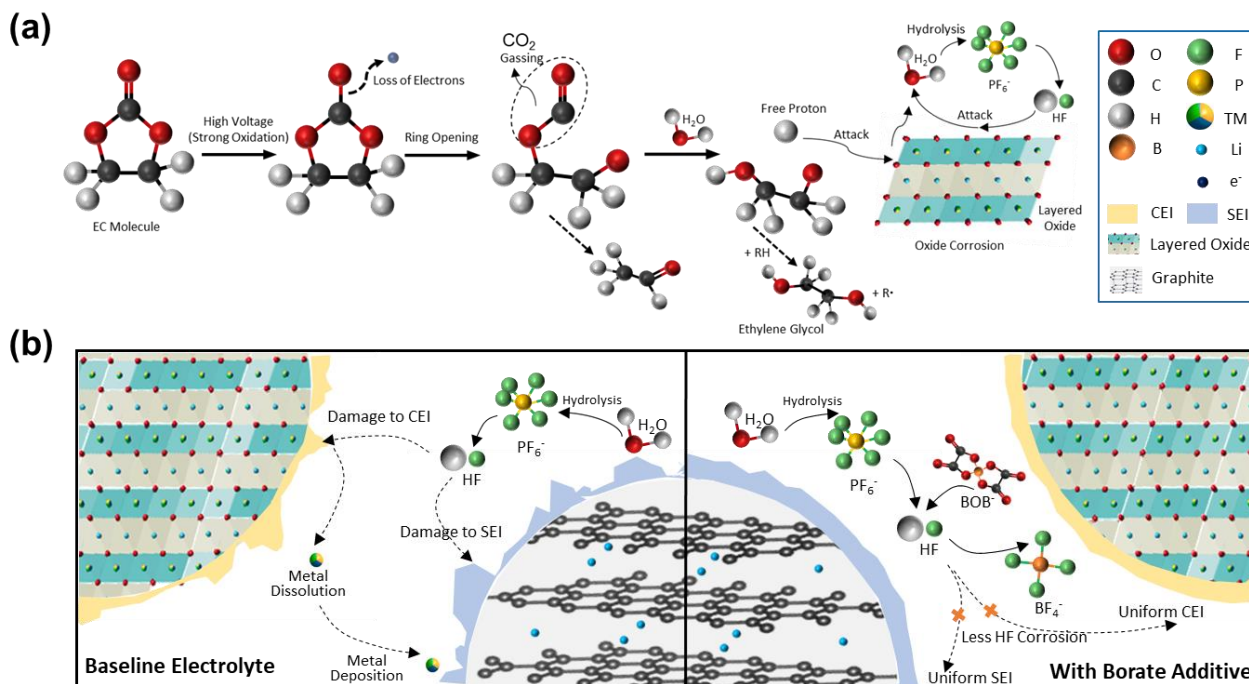 (a)
EC Molecule
High Voltage
(Strong Oxidation)
Loss of Electrons
Ring Opening
CO2
Gassing
H2O
+ RH
Ethylene Glycol
+ R•
Free Proton
Attack
Hydrolysis
H2O
PF6-
HF
Attack
Layered
Oxide
Oxide Corrosion
O
F
C
P
H
TM
B
Li
e-
CEI
SEI
Layered Oxide
Graphite
(b)
Damage to CEI
Hydrolysis
H2O
PF6-
HF
Damage to SEI
Metal
Dissolution
Metal
Deposition
Baseline Electrolyte
Hydrolysis
H2O
PF6-
BOB-
HF
BF4-
Uniform CEI
Less HF Corrosion
Uniform SEI
With Borate Additive